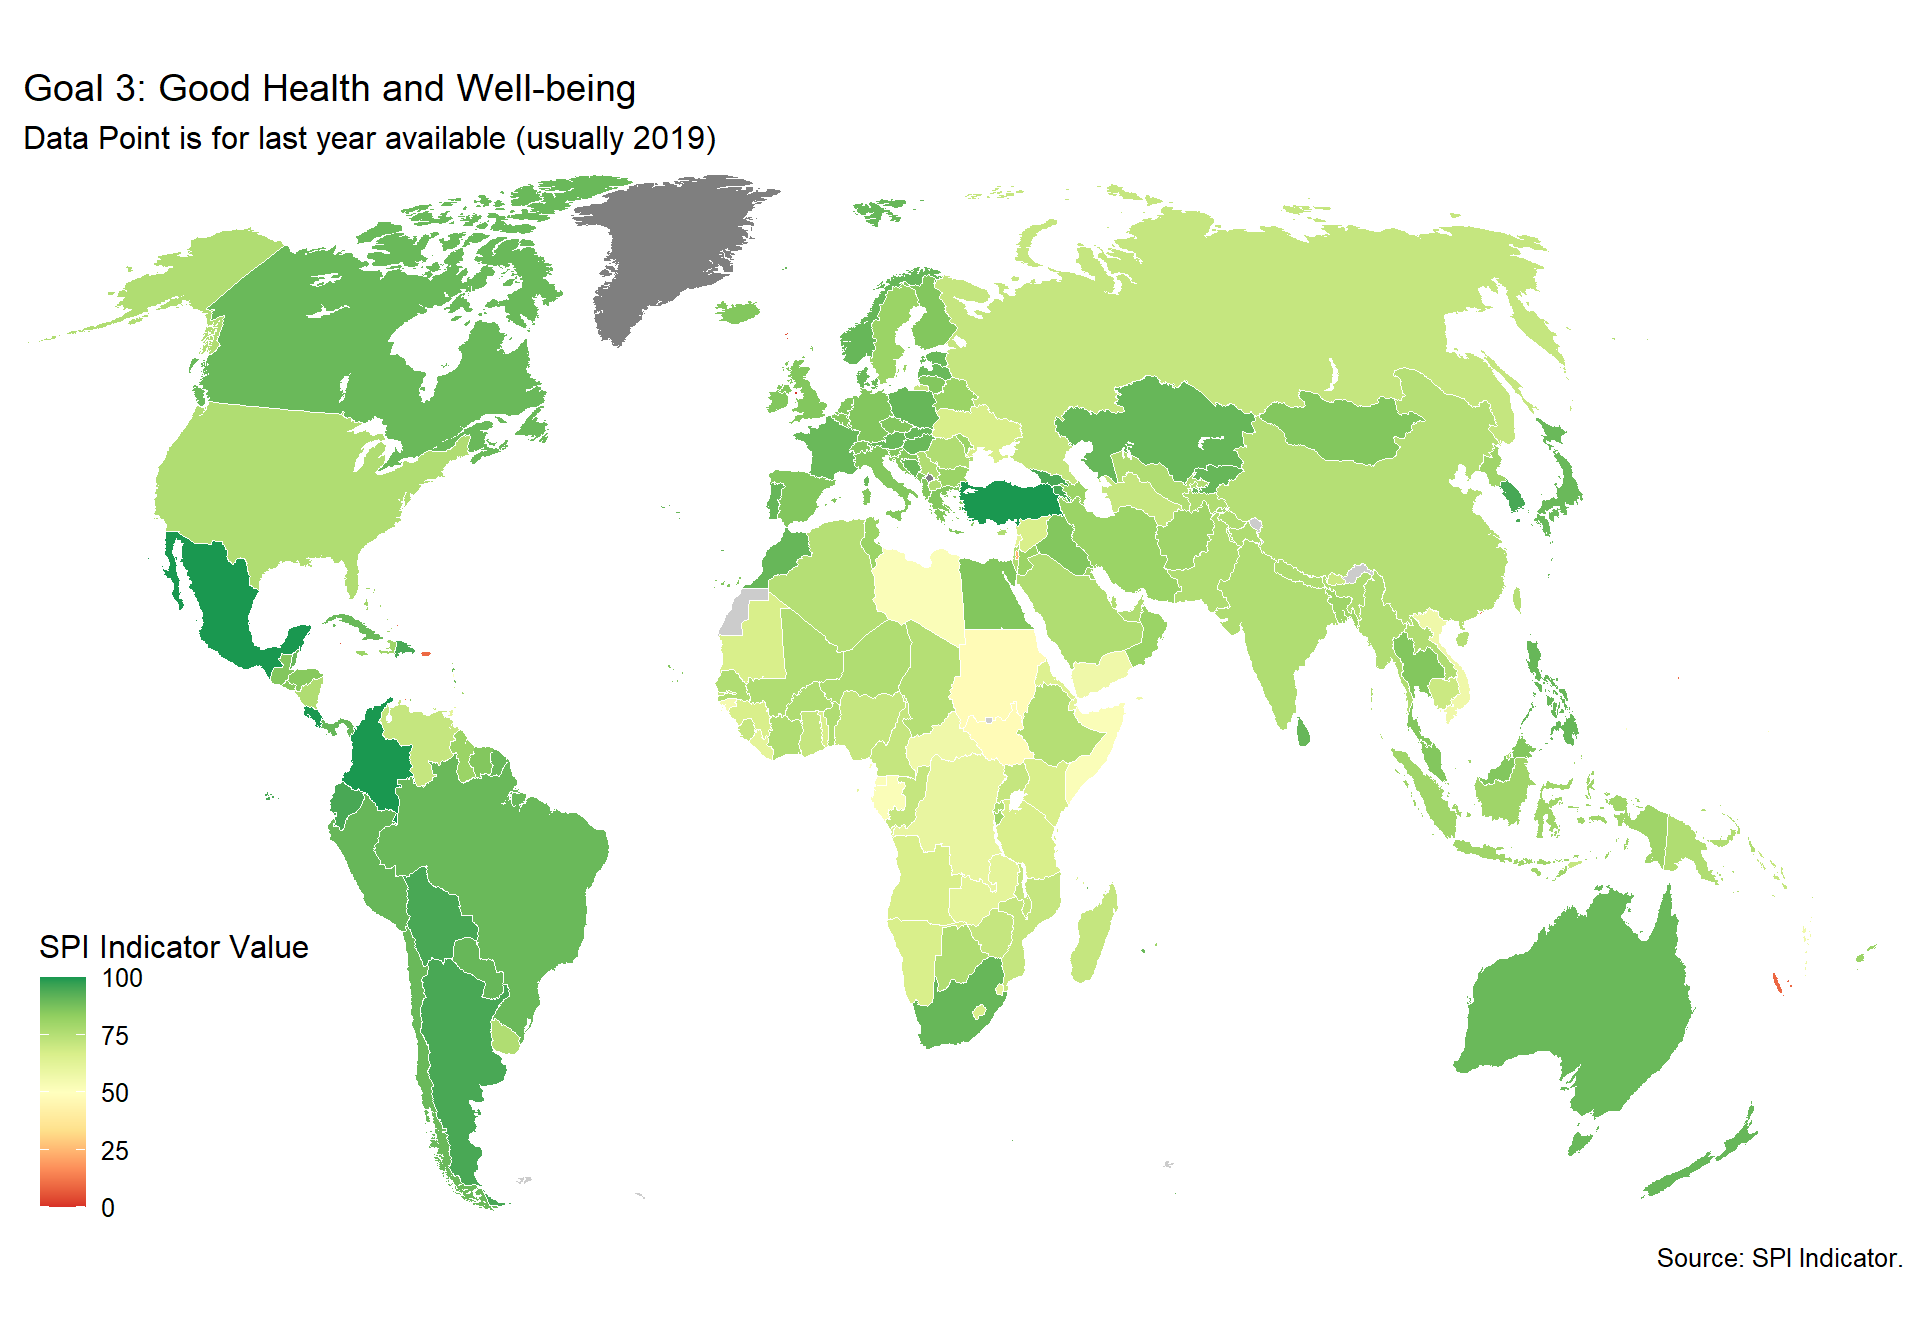 Goal 3: Good Health and Well-being
Data Point is for last year available (usually 2019)
SPI Indicator Value
100
75
50
25
0
Source: SPI Indicator.